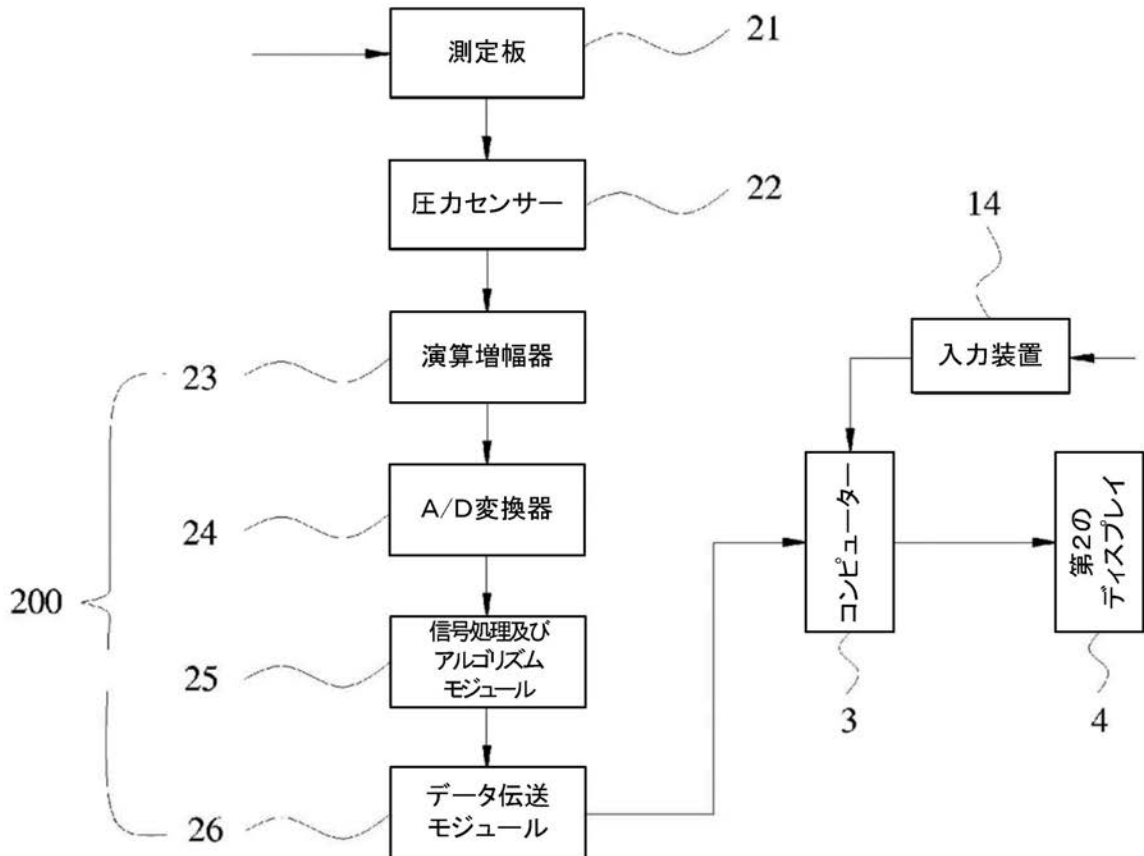 測定板
21
圧力センサー
22
14
演算増幅器
23
入力装置
A/D変換器
24
コンピューター
第2の
ディスプレイ
200
信号処理及び
アルゴリズム
モジュール
25
3
4
データ伝送
モジュール
26